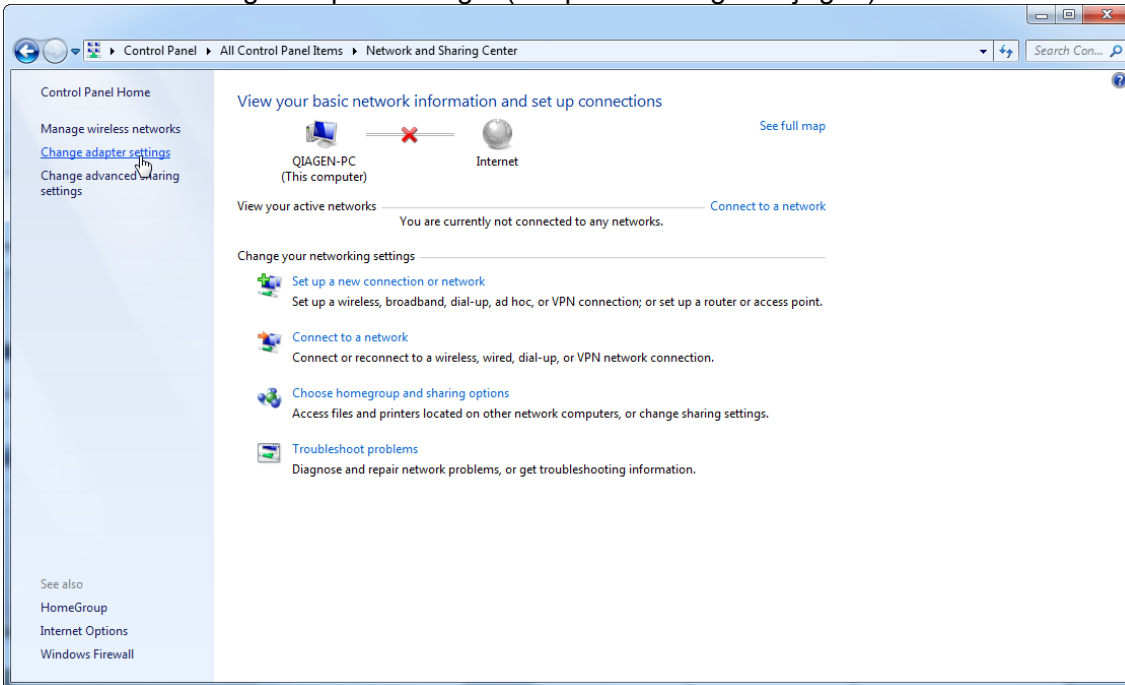 Control Panel ▸ All Control Panel Items ▸ Network and Sharing Center
Search Con...
Control Panel Home
Manage wireless networks
Change adapter settings
Change advanced sharing
settings
View your basic network information and set up connections
See full map
QIAGEN-PC
(This computer)
Internet
View your active networks
Connect to a network
You are currently not connected to any networks.
Change your networking settings
Set up a new connection or network
Set up a wireless, broadband, dial-up, ad hoc, or VPN connection; or set up a router or access point.
Connect to a network
Connect or reconnect to a wireless, wired, dial-up, or VPN network connection.
Choose homegroup and sharing options
Access files and printers located on other network computers, or change sharing settings.
Troubleshoot problems
Diagnose and repair network problems, or get troubleshooting information.
See also
HomeGroup
Internet Options
Windows Firewall